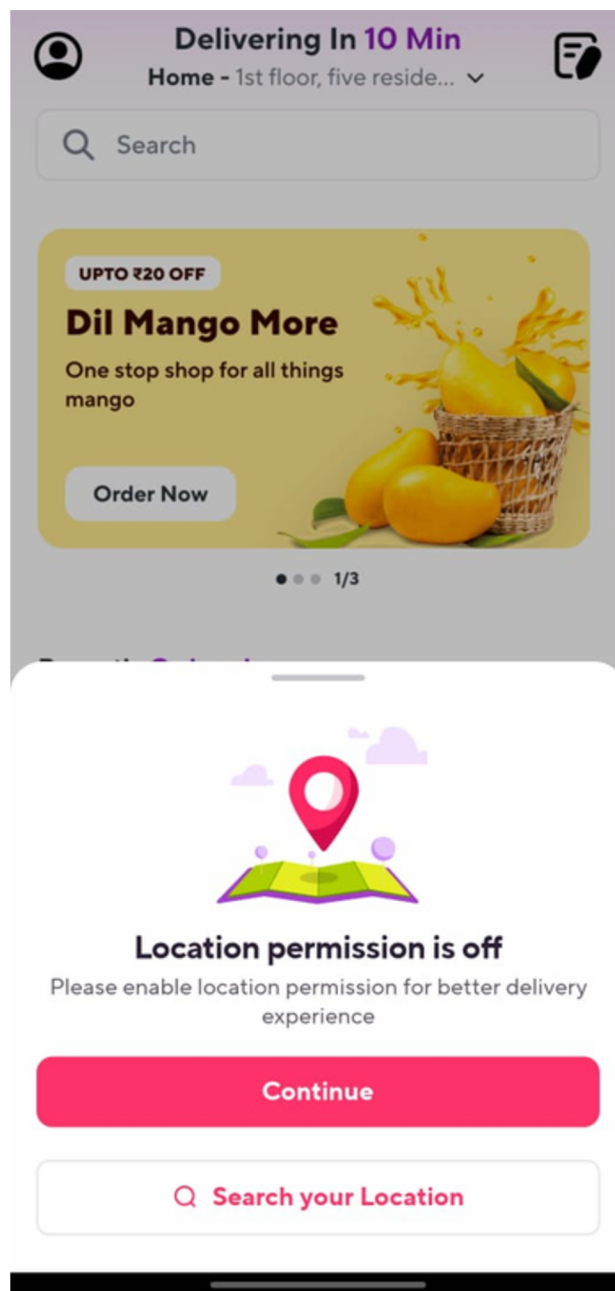 Delivering In 10 Min
Home - 1st floor, five reside...
Search
UPTO ₹20 OFF
Dil Mango More
One stop shop for all things
mango
Order Now
1/3
Location permission is off
Please enable location permission for better delivery
experience
Continue
Search your Location